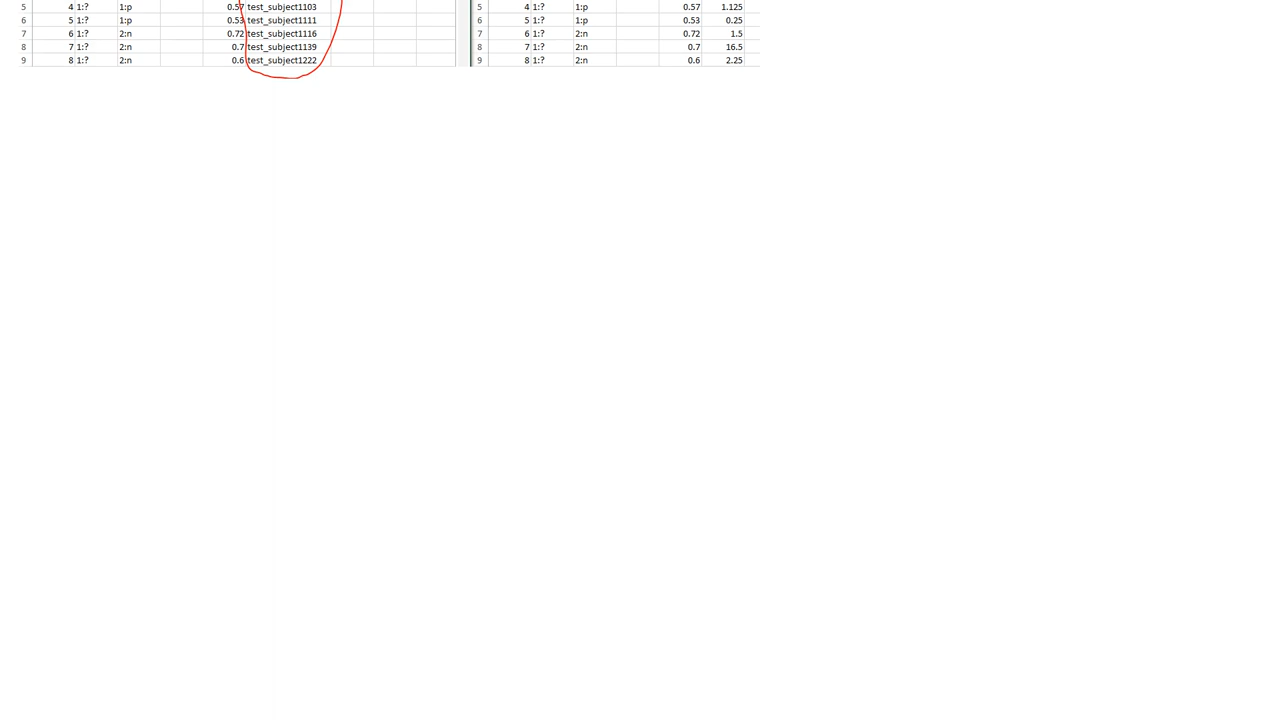 5 4 1:? 1:p 0.57 test_subject1103 5 4 1:? 1:p 0.57 1.125
6 5 1:? 1:p 0.53 test_subject1111 6 5 1:? 1:p 0.53 0.25
7 6 1:? 2:n 0.72 test_subject1116 7 6 1:? 2:n 0.72 1.5
8 7 1:? 2:n 0.7 test_subject1139 8 7 1:? 2:n 0.7 16.5
9 8 1:? 2:n 0.6 test_subject1222 9 8 1:? 2:n 0.6 2.25